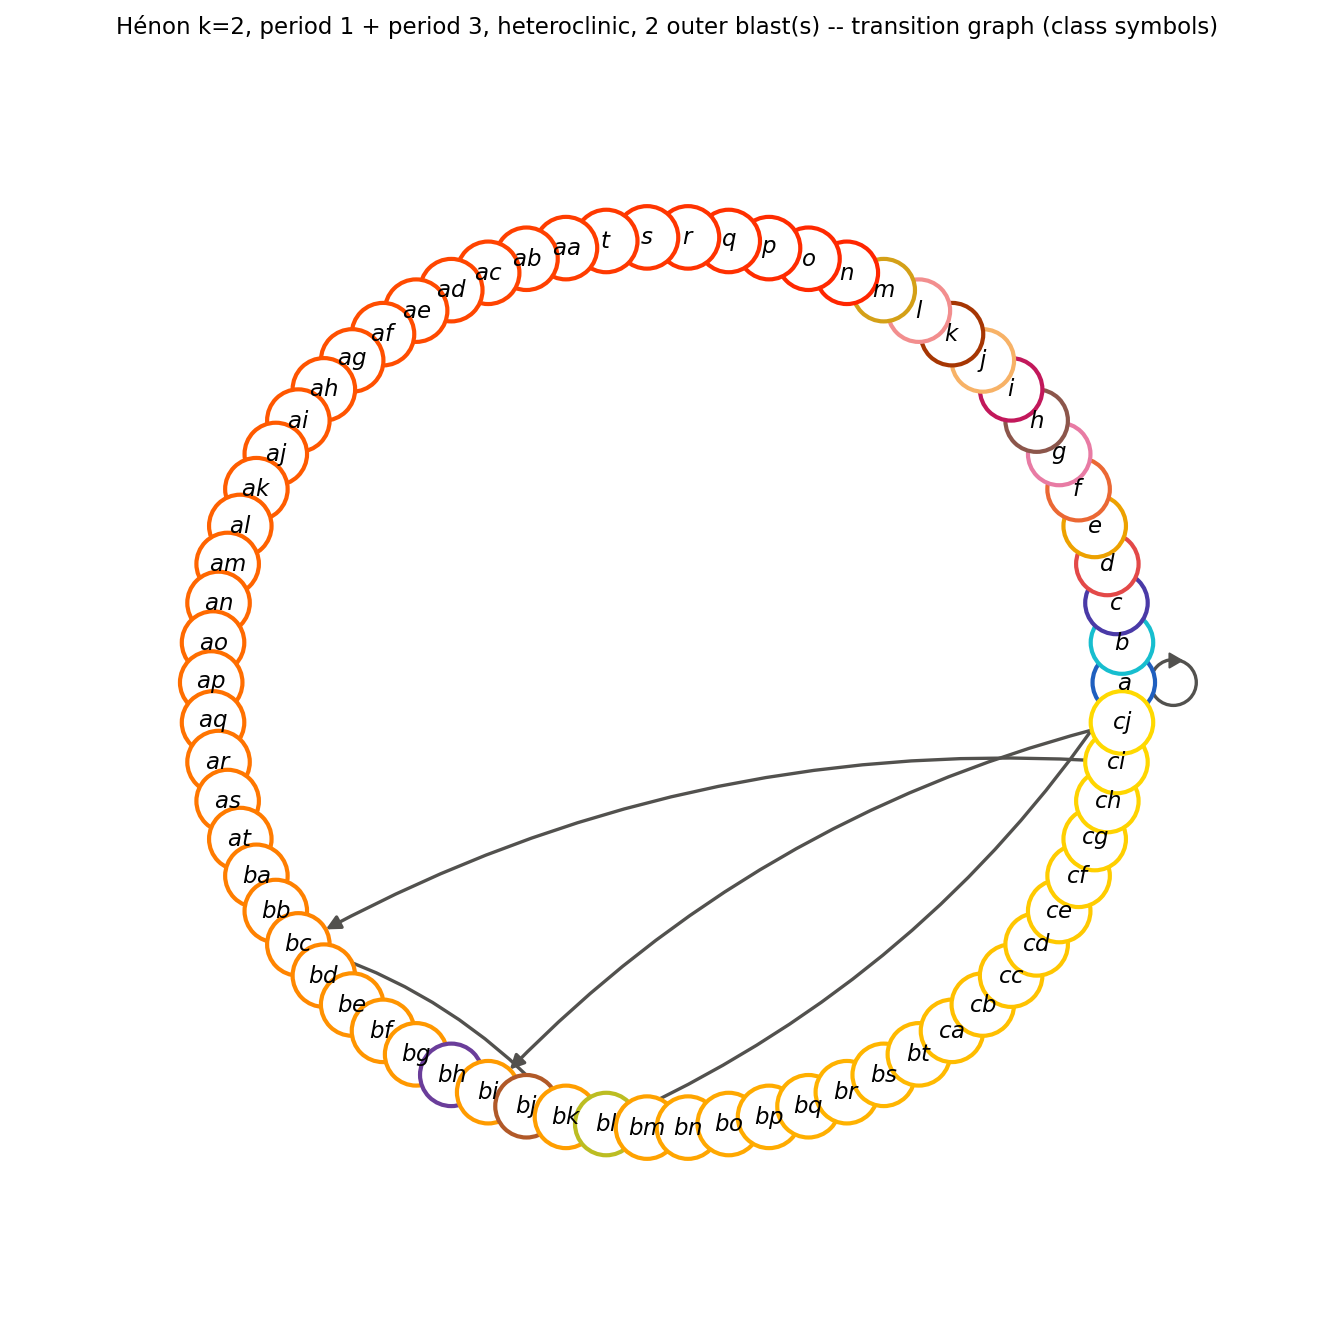 Hénon k=2, period 1 + period 3, heteroclinic, 2 outer blast(s) -- transition graph (class symbols)
a
b
c
d
e
f
g
h
i
j
k
l
m
n
o
p
q
r
s
t
aa
ab
ac
ad
ae
af
ag
ah
ai
aj
ak
al
am
an
ao
ap
aq
ar
as
at
ba
bb
bc
bd
be
bf
bg
bh
bi
bj
bk
bl
bm
bn
bo
bp
bq
br
bs
bt
ca
cb
cc
cd
ce
cf
cg
ch
ci
cj